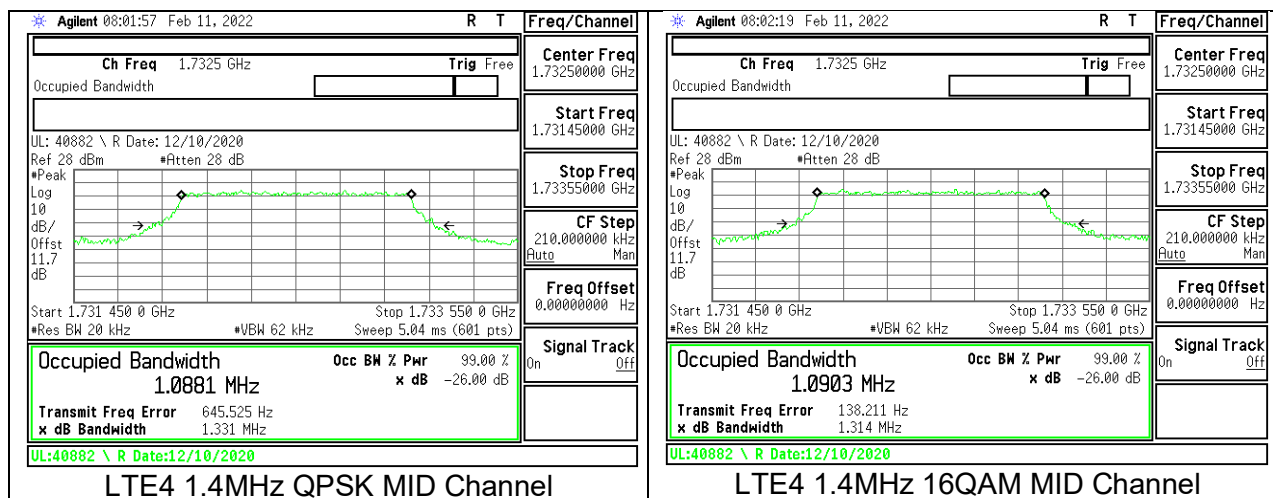 Agilent 08:01:57 Feb 11, 2022 R T Freq/Channel
Ch Freq 1.7325 GHz Trig Free
Occupied Bandwidth
Center Freq
1.73250000 GHz
Start Freq
1.73145000 GHz
Stop Freq
1.73355000 GHz
CF Step
210.000000 kHz
Auto Man
Freq Offset
0.00000000 Hz
Signal Track
On Off
UL: 40882 \ R Date: 12/10/2020
Ref 28 dBm #Atten 28 dB
#Peak
Log
10
dB/
Offst
11.7
dB
Start 1.731 450 0 GHz Stop 1.733 550 0 GHz
#Res BW 20 kHz #VBW 62 kHz Sweep 5.04 ms (601 pts)
Occupied Bandwidth Occ BW % Pwr 99.00 %
1.0881 MHz x dB -26.00 dB
Transmit Freq Error 645.525 Hz
x dB Bandwidth 1.331 MHz
UL:40882 \ R Date:12/10/2020
LTE4 1.4MHz QPSK MID Channel
Agilent 08:02:19 Feb 11, 2022 R T Freq/Channel
Ch Freq 1.7325 GHz Trig Free
Occupied Bandwidth
Center Freq
1.73250000 GHz
Start Freq
1.73145000 GHz
Stop Freq
1.73355000 GHz
CF Step
210.000000 kHz
Auto Man
Freq Offset
0.00000000 Hz
Signal Track
On Off
UL: 40882 \ R Date: 12/10/2020
Ref 28 dBm #Atten 28 dB
#Peak
Log
10
dB/
Offst
11.7
dB
Start 1.731 450 0 GHz Stop 1.733 550 0 GHz
#Res BW 20 kHz #VBW 62 kHz Sweep 5.04 ms (601 pts)
Occupied Bandwidth Occ BW % Pwr 99.00 %
1.0903 MHz x dB -26.00 dB
Transmit Freq Error 138.211 Hz
x dB Bandwidth 1.314 MHz
UL:40882 \ R Date:12/10/2020
LTE4 1.4MHz 16QAM MID Channel